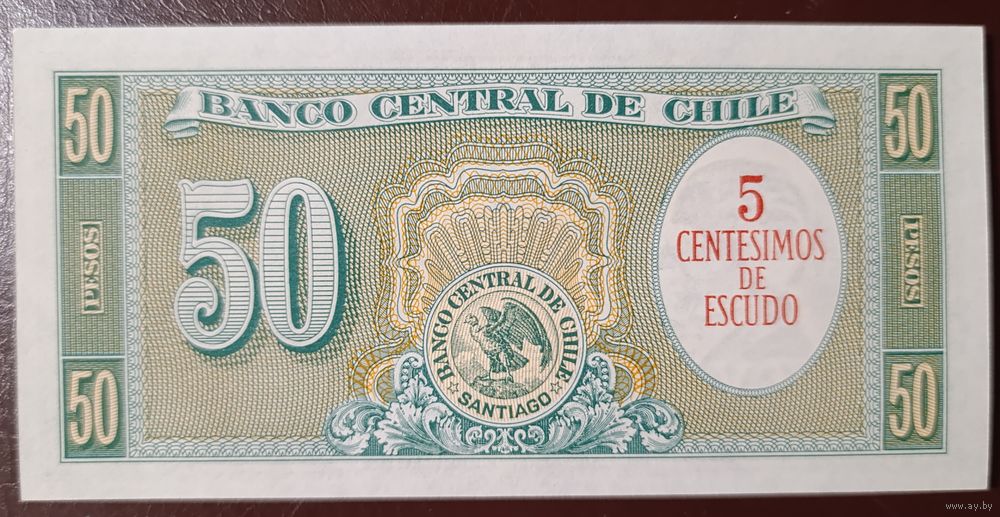 BANCO CENTRAL DE CHILE
50
50
50
PESOS
PESOS
5
CENTESIMOS
DE
ESCUDO
BANCO CENTRAL DE CHILE
SANTIAGO
50
50
www.ay.by